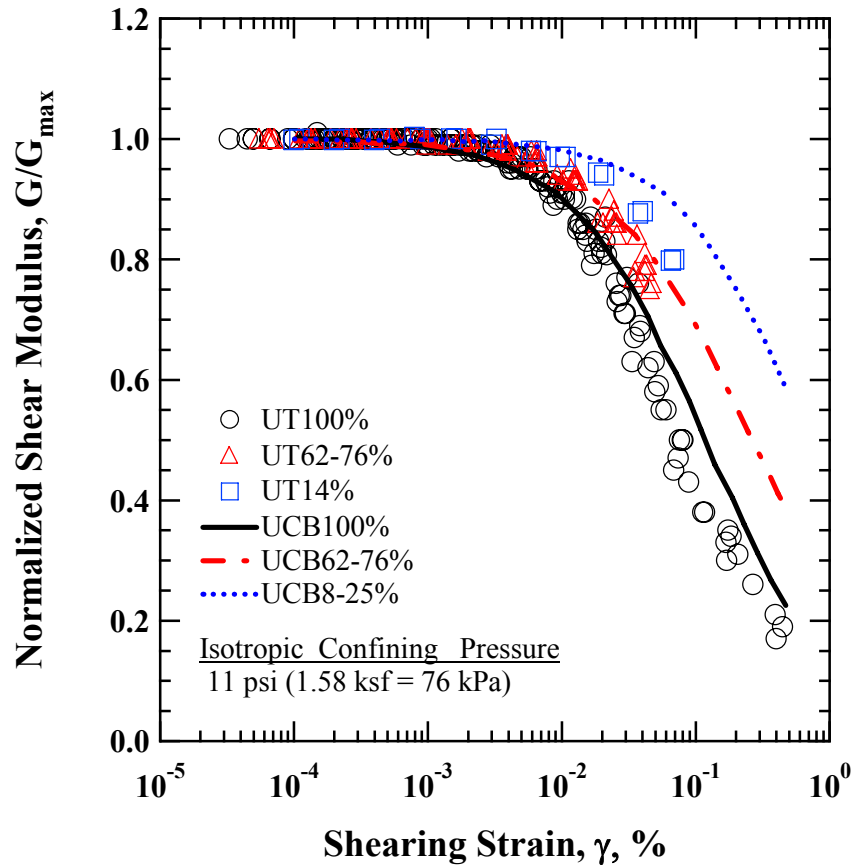 Normalized Shear Modulus, G/Gmax
1.2
1.0
0.8
0.6
0.4
0.2
0.0
UT100%
UT62-76%
UT14%
UCB100%
UCB62-76%
UCB8-25%
Isotropic Confining Pressure
11 psi (1.58 ksf = 76 kPa)
10^-5 10^-4 10^-3 10^-2 10^-1 10^0
Shearing Strain, γ, %